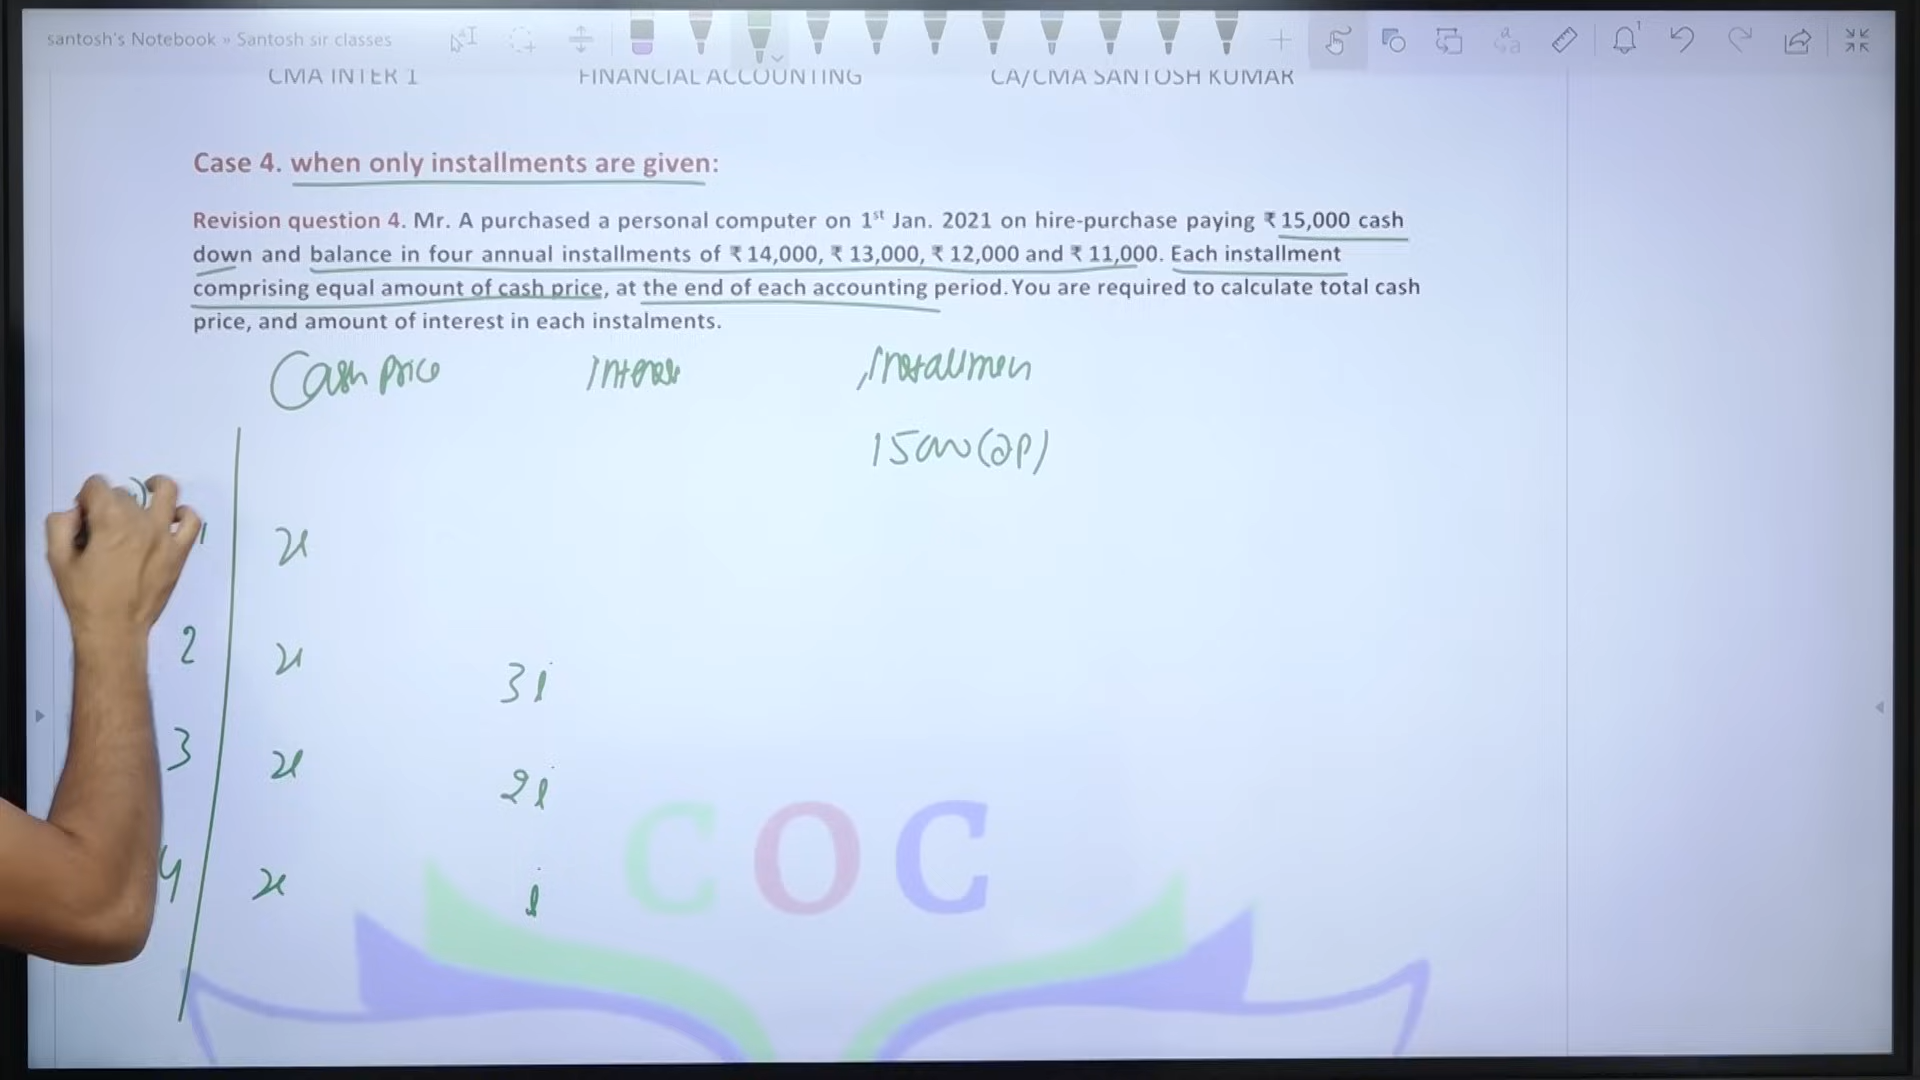 santosh's Notebook » Santosh sir classes
CMA INTER 1 FINANCIAL ACCOUNTING CA/CMA SANTOSH KUMAR
Case 4. when only installments are given:
Revision question 4. Mr. A purchased a personal computer on 1st Jan. 2021 on hire-purchase paying ₹ 15,000 cash
down and balance in four annual installments of ₹ 14,000, ₹ 13,000, ₹ 12,000 and ₹ 11,000. Each installment
comprising equal amount of cash price, at the end of each accounting period. You are required to calculate total cash
price, and amount of interest in each instalments.
Cash price Interest Installmen
15000 (DP)
1 x
2 x 3i
3 x 2i
4 x i
COC